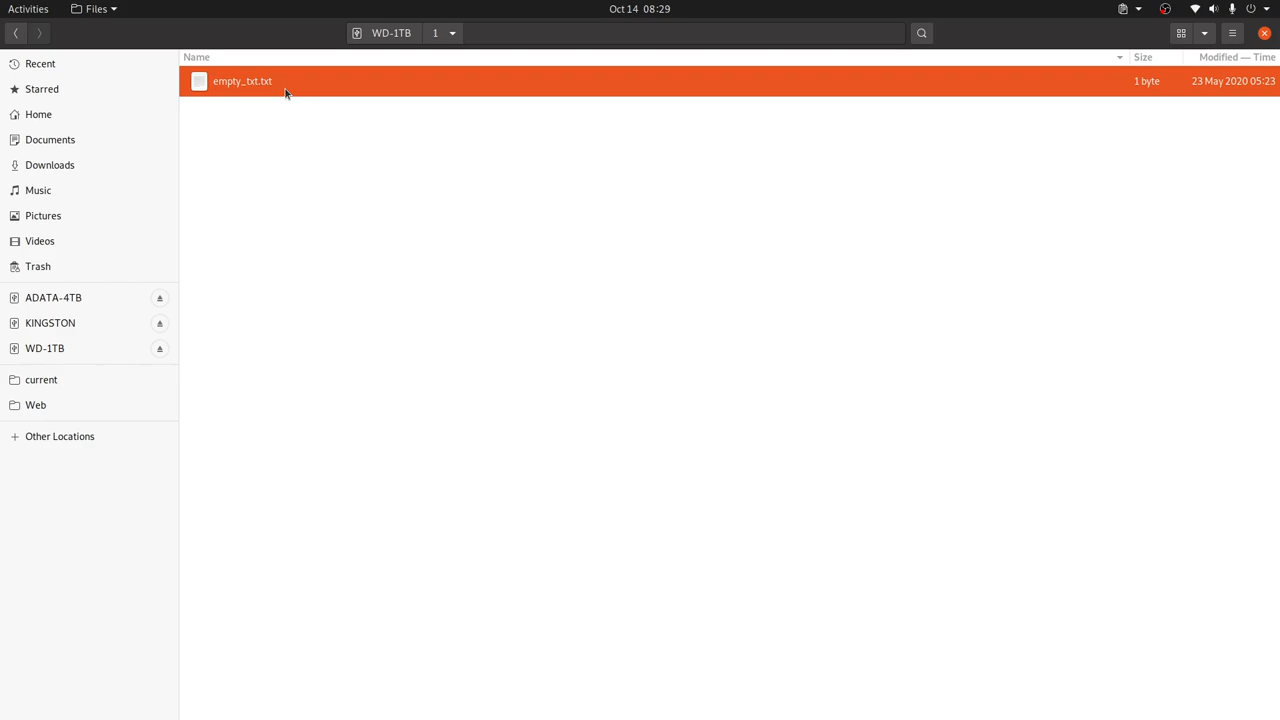 Activities Files Oct 14 08:29
WD-1TB 1
Name Size Modified — Time
empty_txt.txt 1 byte 23 May 2020 05:23
Recent
Starred
Home
Documents
Downloads
Music
Pictures
Videos
Trash
ADATA-4TB
KINGSTON
WD-1TB
current
Web
Other Locations